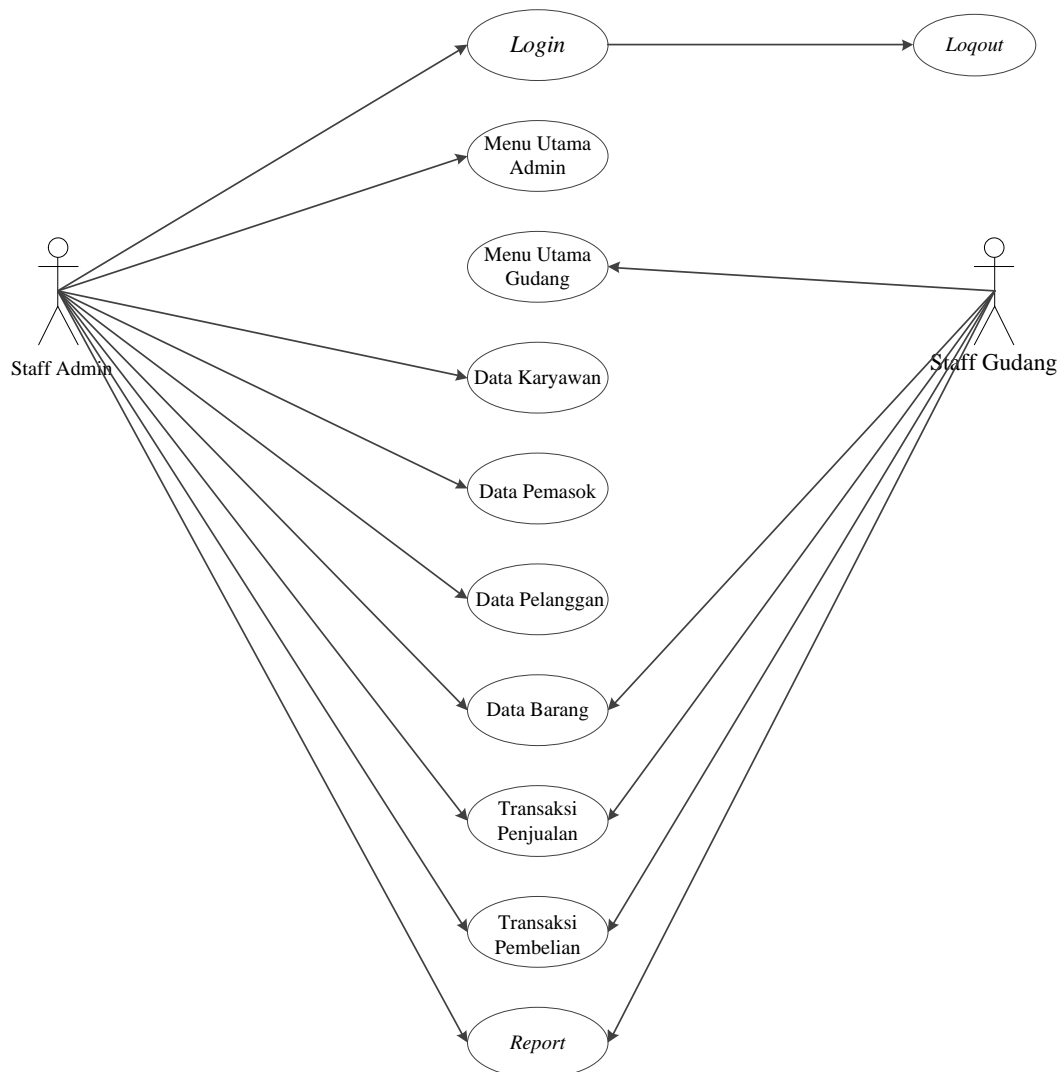 Login
Loqout
Menu Utama
Admin
Menu Utama
Gudang
Staff Admin
Staff Gudang
Data Karyawan
Data Pemasok
Data Pelanggan
Data Barang
Transaksi
Penjualan
Transaksi
Pembelian
Report